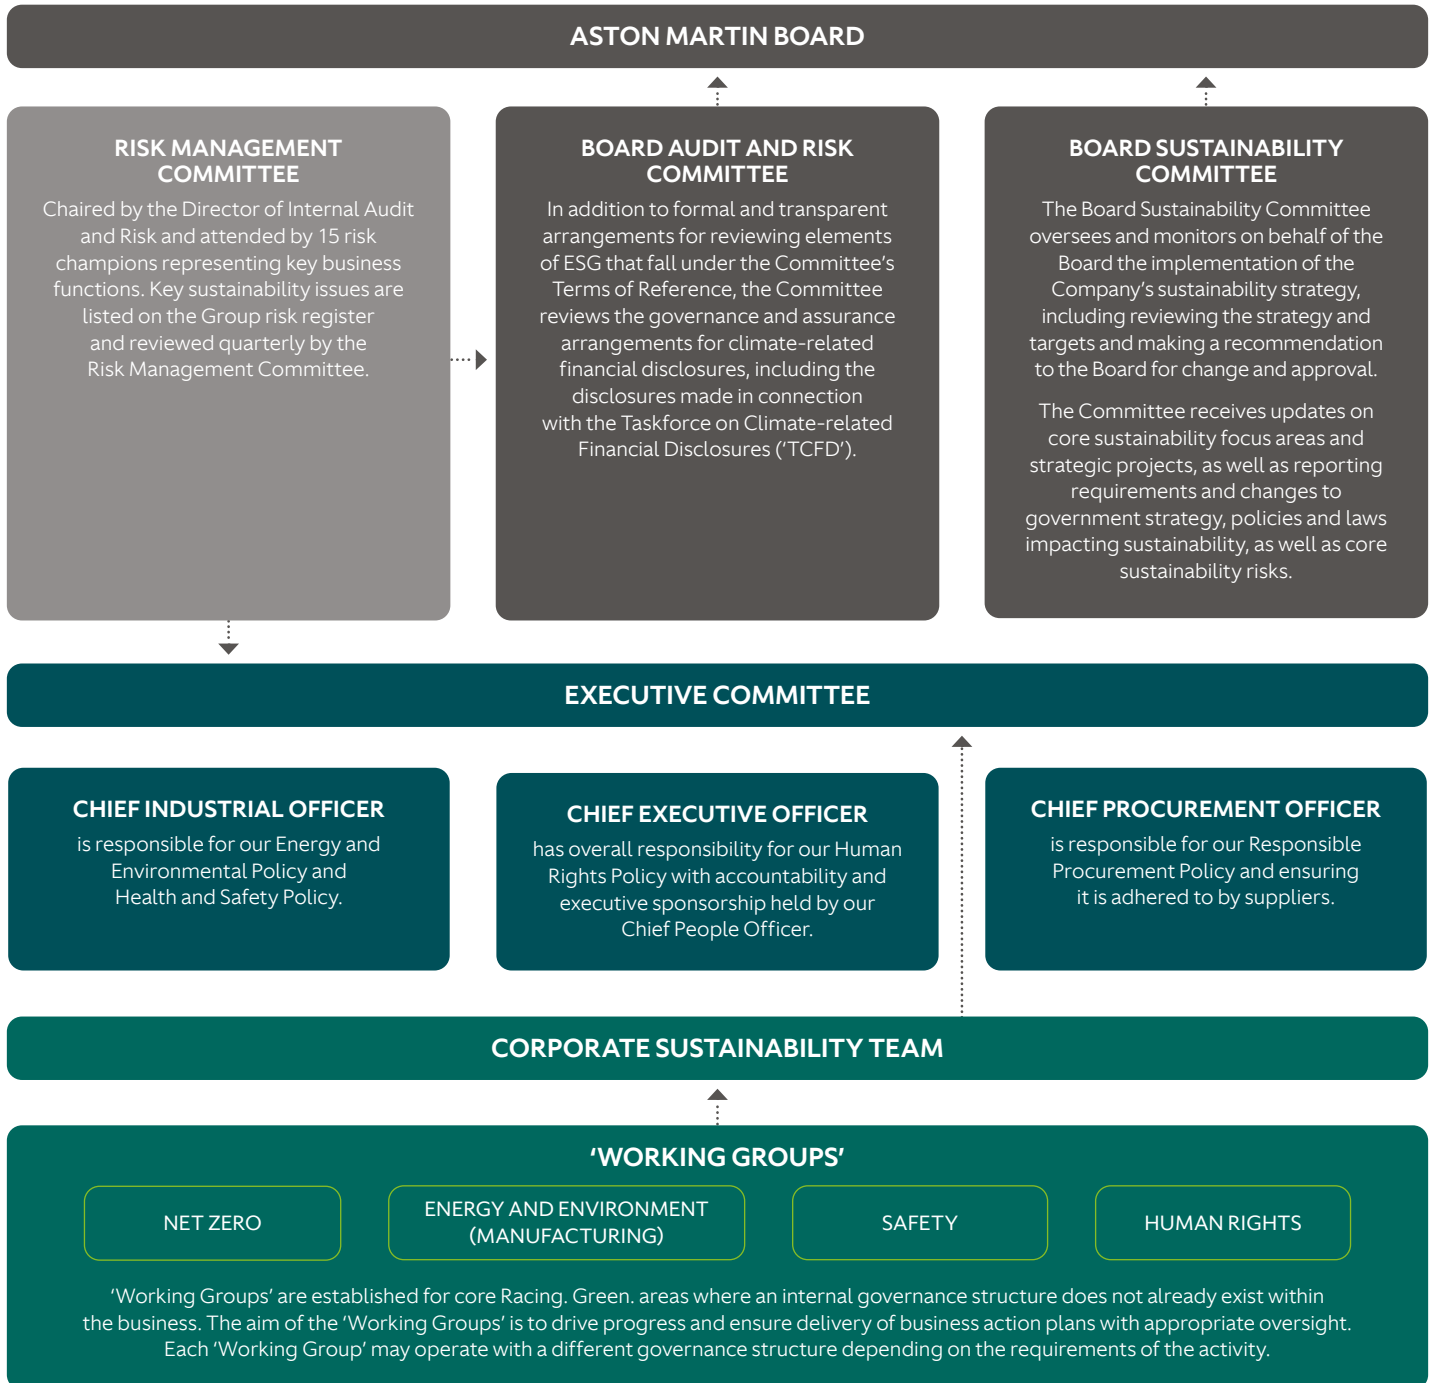 ASTON MARTIN BOARD
RISK MANAGEMENT
COMMITTEE
Chaired by the Director of Internal Audit
and Risk and attended by 15 risk
champions representing key business
functions. Key sustainability issues are
listed on the Group risk register
and reviewed quarterly by the
Risk Management Committee.
BOARD AUDIT AND RISK
COMMITTEE
In addition to formal and transparent
arrangements for reviewing elements
of ESG that fall under the Committee’s
Terms of Reference, the Committee
reviews the governance and assurance
arrangements for climate-related
financial disclosures, including the
disclosures made in connection
with the Taskforce on Climate-related
Financial Disclosures (‘TCFD’).
BOARD SUSTAINABILITY
COMMITTEE
The Board Sustainability Committee
oversees and monitors on behalf of the
Board the implementation of the
Company’s sustainability strategy,
including reviewing the strategy and
targets and making a recommendation
to the Board for change and approval.
The Committee receives updates on
core sustainability focus areas and
strategic projects, as well as reporting
requirements and changes to
government strategy, policies and laws
impacting sustainability, as well as core
sustainability risks.
EXECUTIVE COMMITTEE
CHIEF INDUSTRIAL OFFICER
is responsible for our Energy and
Environmental Policy and
Health and Safety Policy.
CHIEF EXECUTIVE OFFICER
has overall responsibility for our Human
Rights Policy with accountability and
executive sponsorship held by our
Chief People Officer.
CHIEF PROCUREMENT OFFICER
is responsible for our Responsible
Procurement Policy and ensuring
it is adhered to by suppliers.
CORPORATE SUSTAINABILITY TEAM
‘WORKING GROUPS’
NET ZERO
ENERGY AND ENVIRONMENT
(MANUFACTURING)
SAFETY
HUMAN RIGHTS
‘Working Groups’ are established for core Racing. Green. areas where an internal governance structure does not already exist within
the business. The aim of the ‘Working Groups’ is to drive progress and ensure delivery of business action plans with appropriate oversight.
Each ‘Working Group’ may operate with a different governance structure depending on the requirements of the activity.